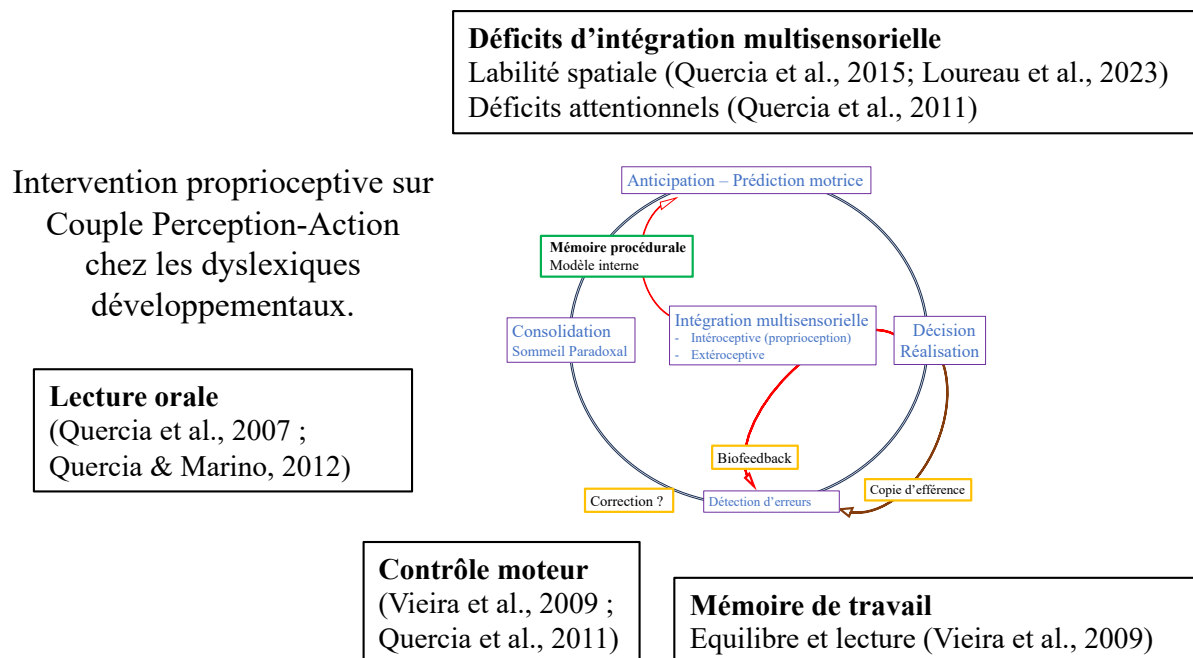 Déficits d’intégration multisensorielle
Labilité spatiale (Quercia et al., 2015; Loureau et al., 2023)
Déficits attentionnels (Quercia et al., 2011)
Intervention proprioceptive sur
Couple Perception-Action
chez les dyslexiques
développementaux.
Anticipation – Prédiction motrice
Mémoire procédurale
Modèle interne
Intégration multisensorielle
- Intéroceptive (proprioception)
- Extéroceptive
Consolidation
Sommeil Paradoxal
Décision
Réalisation
Lecture orale
(Quercia et al., 2007 ;
Quercia & Marino, 2012)
Biofeedback
Correction ?
Détection d’erreurs
Copie d’efférence
Contrôle moteur
(Vieira et al., 2009 ;
Quercia et al., 2011)
Mémoire de travail
Equilibre et lecture (Vieira et al., 2009)